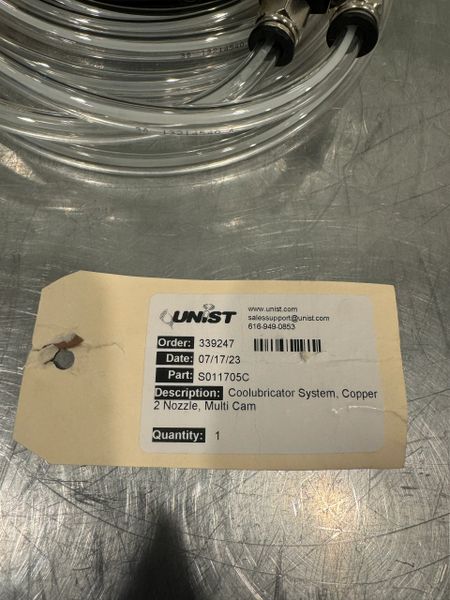 UNIST
www.unist.com
salessupport@unist.com
616-949-0853
Order: 339247
Date: 07/17/23
Part: S011705C
Description: Coolubricator System, Copper
2 Nozzle, Multi Cam
Quantity: 1